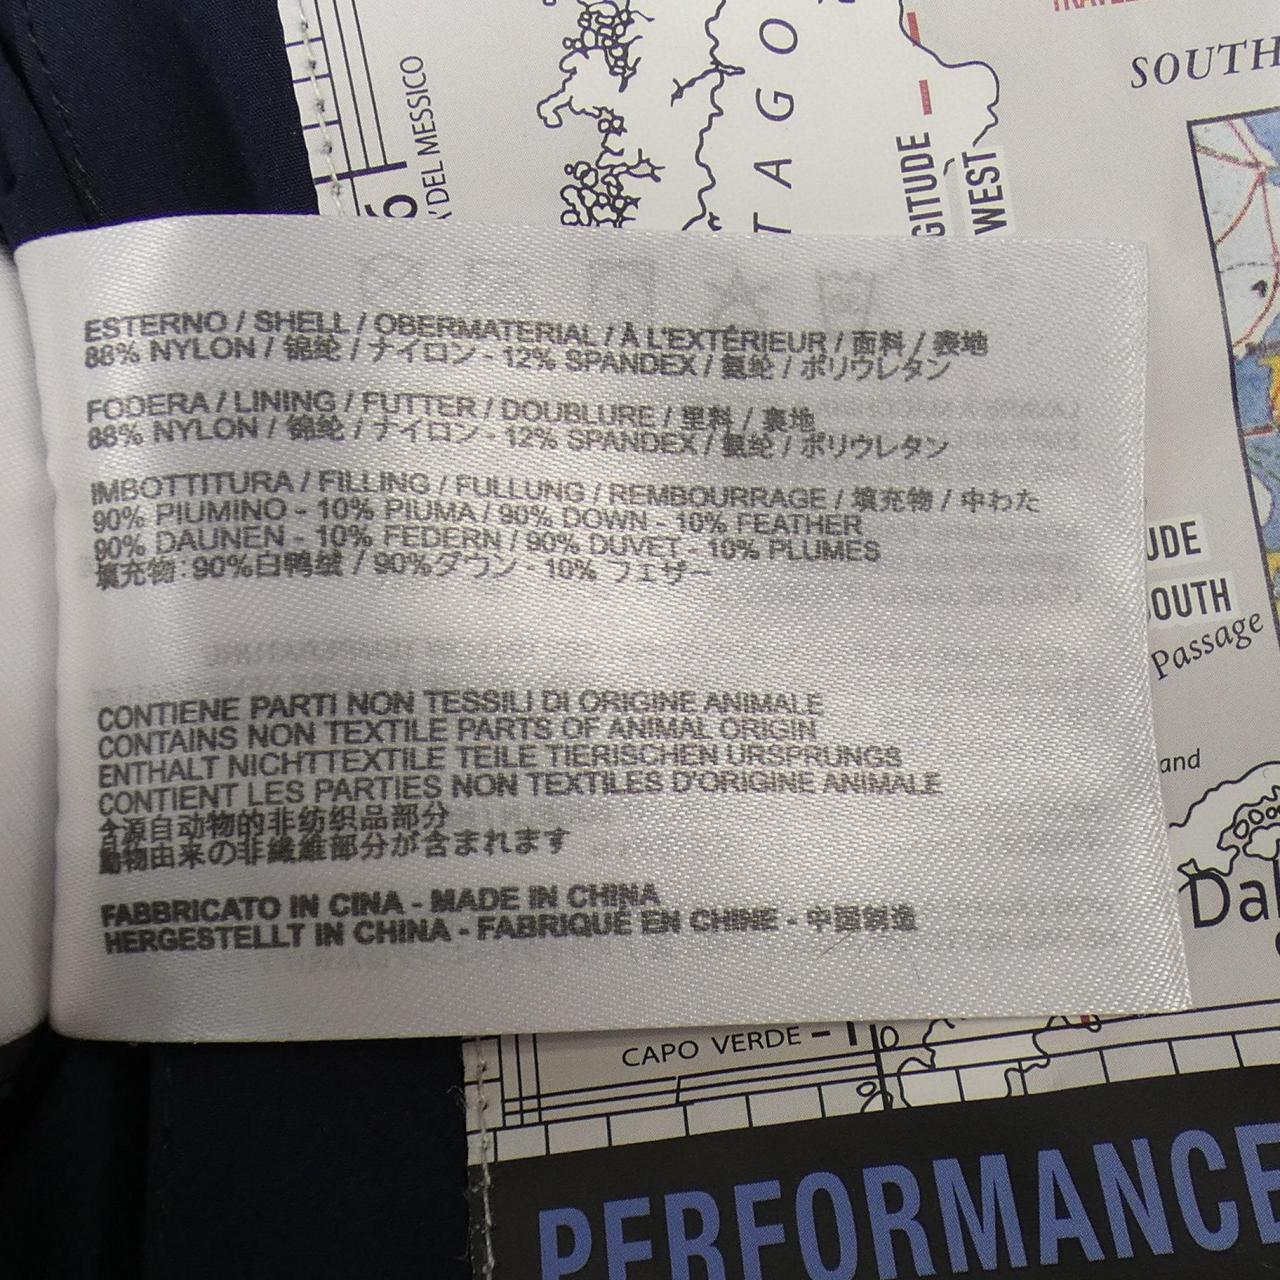 SOUTH
X DEL MESSICO
6
TAGO
GITUDE
WEST
ESTERNO / SHELL / OBERMATERIAL / À L'EXTÉRIEUR / 面料 / 表地
88% NYLON / 锦纶 / ナイロン - 12% SPANDEX / 氨纶 / ポリウレタン
FODERA / LINING / FUTTER / DOUBLURE / 里料 / 裏地
88% NYLON / 锦纶 / ナイロン - 12% SPANDEX / 氨纶 / ポリウレタン
IMBOTTITURA / FILLING / FULLUNG / REMBOURRAGE / 填充物 / 中わた
90% PIUMINO - 10% PIUMA / 90% DOWN - 10% FEATHER
90% DAUNEN - 10% FEDERN / 90% DUVET - 10% PLUMES
填充物：90%白鸭绒 / 90%ダウン - 10% フェザー
CONTIENE PARTI NON TESSILI DI ORIGINE ANIMALE
CONTAINS NON TEXTILE PARTS OF ANIMAL ORIGIN
ENTHALT NICHTTEXTILE TEILE TIERISCHEN URSPRUNGS
CONTIENT LES PARTIES NON TEXTILES D'ORIGINE ANIMALE
含源自动物的非纺织品部分
動物由来の非繊維部分が含まれます
FABBRICATO IN CINA - MADE IN CHINA
HERGESTELLT IN CHINA - FABRIQUÉ EN CHINE - 中国制造
UDE
OUTH
Passage
and
Dal
CAPO VERDE
PERFORMANCE